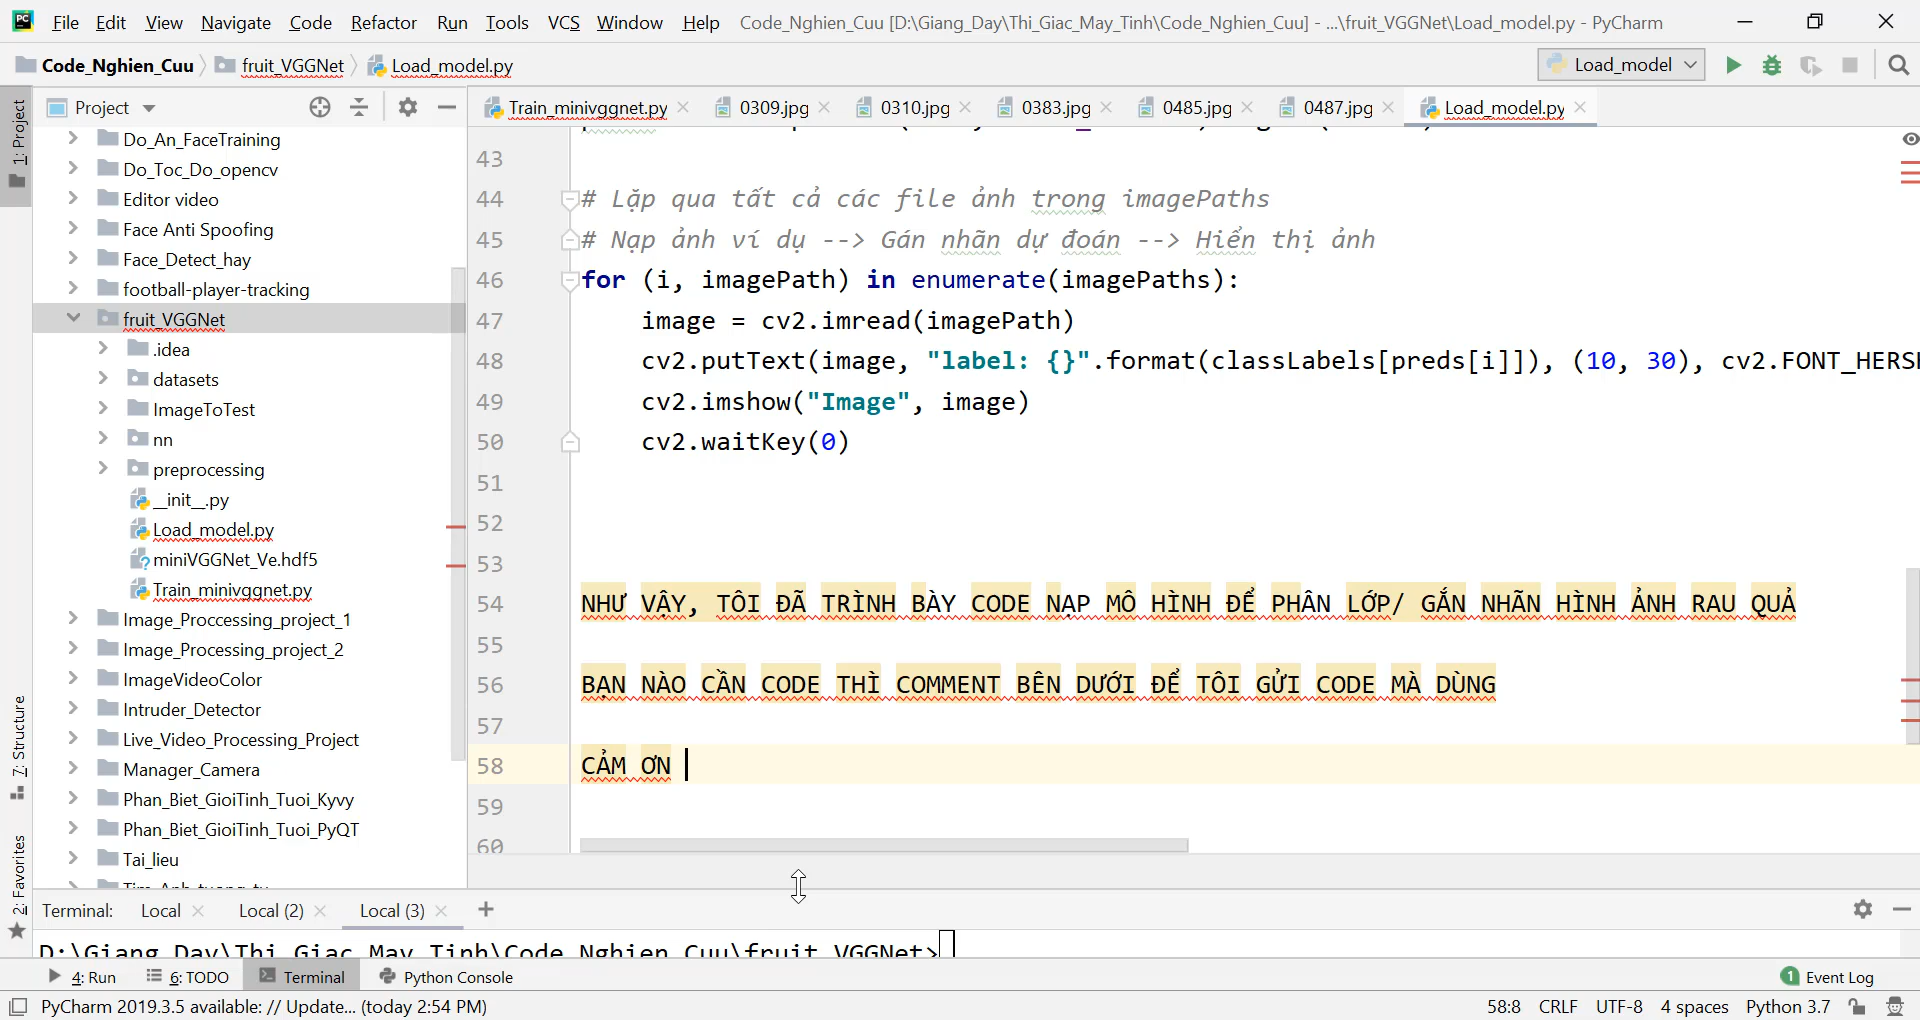 File Edit View Navigate Code Refactor Run Tools VCS Window Help Code_Nghien_Cuu [D:\Giang_Day\Thi_Giac_May_Tinh\Code_Nghien_Cuu] - ...\fruit_VGGNet\Load_model.py - PyCharm
Code_Nghien_Cuu fruit_VGGNet Load_model.py Load_model
1: Project
Project
Train_minivggnet.py 0309.jpg 0310.jpg 0383.jpg 0485.jpg 0487.jpg Load_model.py
Do_An_FaceTraining
Do_Toc_Do_opencv
Editor video
Face Anti Spoofing
Face_Detect_hay
football-player-tracking
fruit_VGGNet
.idea
datasets
ImageToTest
nn
preprocessing
__init__.py
Load_model.py
miniVGGNet_Ve.hdf5
Train_minivggnet.py
Image_Proccessing_project_1
Image_Processing_project_2
ImageVideoColor
Intruder_Detector
Live_Video_Processing_Project
Manager_Camera
Phan_Biet_GioiTinh_Tuoi_Kyvy
Phan_Biet_GioiTinh_Tuoi_PyQT
Tai_lieu
7: Structure
2: Favorites
43
44 # Lặp qua tất cả các file ảnh trong imagePaths
45 # Nạp ảnh ví dụ --> Gán nhãn dự đoán --> Hiển thị ảnh
46 for (i, imagePath) in enumerate(imagePaths):
47 image = cv2.imread(imagePath)
48 cv2.putText(image, "label: {}".format(classLabels[preds[i]]), (10, 30), cv2.FONT_HERSH
49 cv2.imshow("Image", image)
50 cv2.waitKey(0)
51
52
53
54 NHƯ VẬY, TÔI ĐÃ TRÌNH BÀY CODE NẠP MÔ HÌNH ĐỂ PHÂN LỚP/ GẮN NHÃN HÌNH ẢNH RAU QUẢ
55
56 BẠN NÀO CẦN CODE THÌ COMMENT BÊN DƯỚI ĐỂ TÔI GỬI CODE MÀ DÙNG
57
58 CẢM ƠN
59
60
Terminal: Local Local (2) Local (3) +
D:\Giang_Day\Thi_Giac_May_Tinh\Code_Nghien_Cuu\fruit_VGGNet>
4: Run 6: TODO Terminal Python Console 1 Event Log
PyCharm 2019.3.5 available: // Update... (today 2:54 PM) 58:8 CRLF UTF-8 4 spaces Python 3.7